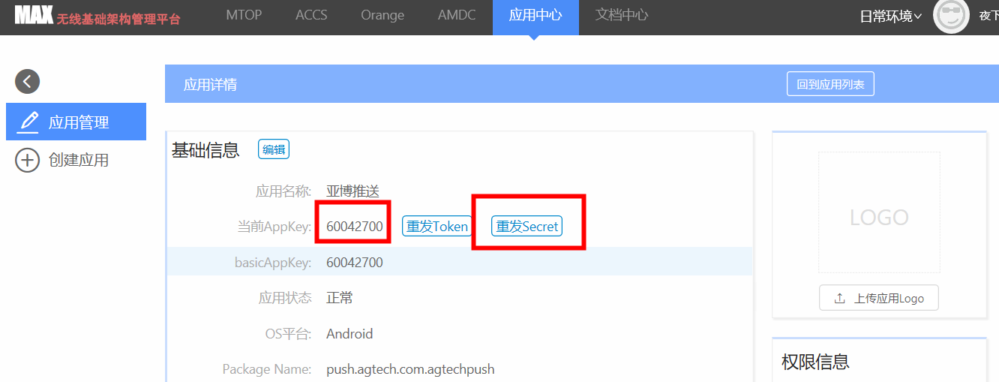 MAX 无线基础架构管理平台 MTOP ACCS Orange AMDC 应用中心 文档中心 日常环境 夜下
应用详情 回到应用列表
应用管理
创建应用
基础信息 编辑
应用名称: 亚博推送
当前AppKey: 60042700 重发Token 重发Secret
basicAppKey: 60042700
应用状态 正常
OS平台: Android
Package Name: push.agtech.com.agtechpush
LOGO
上传应用Logo
权限信息